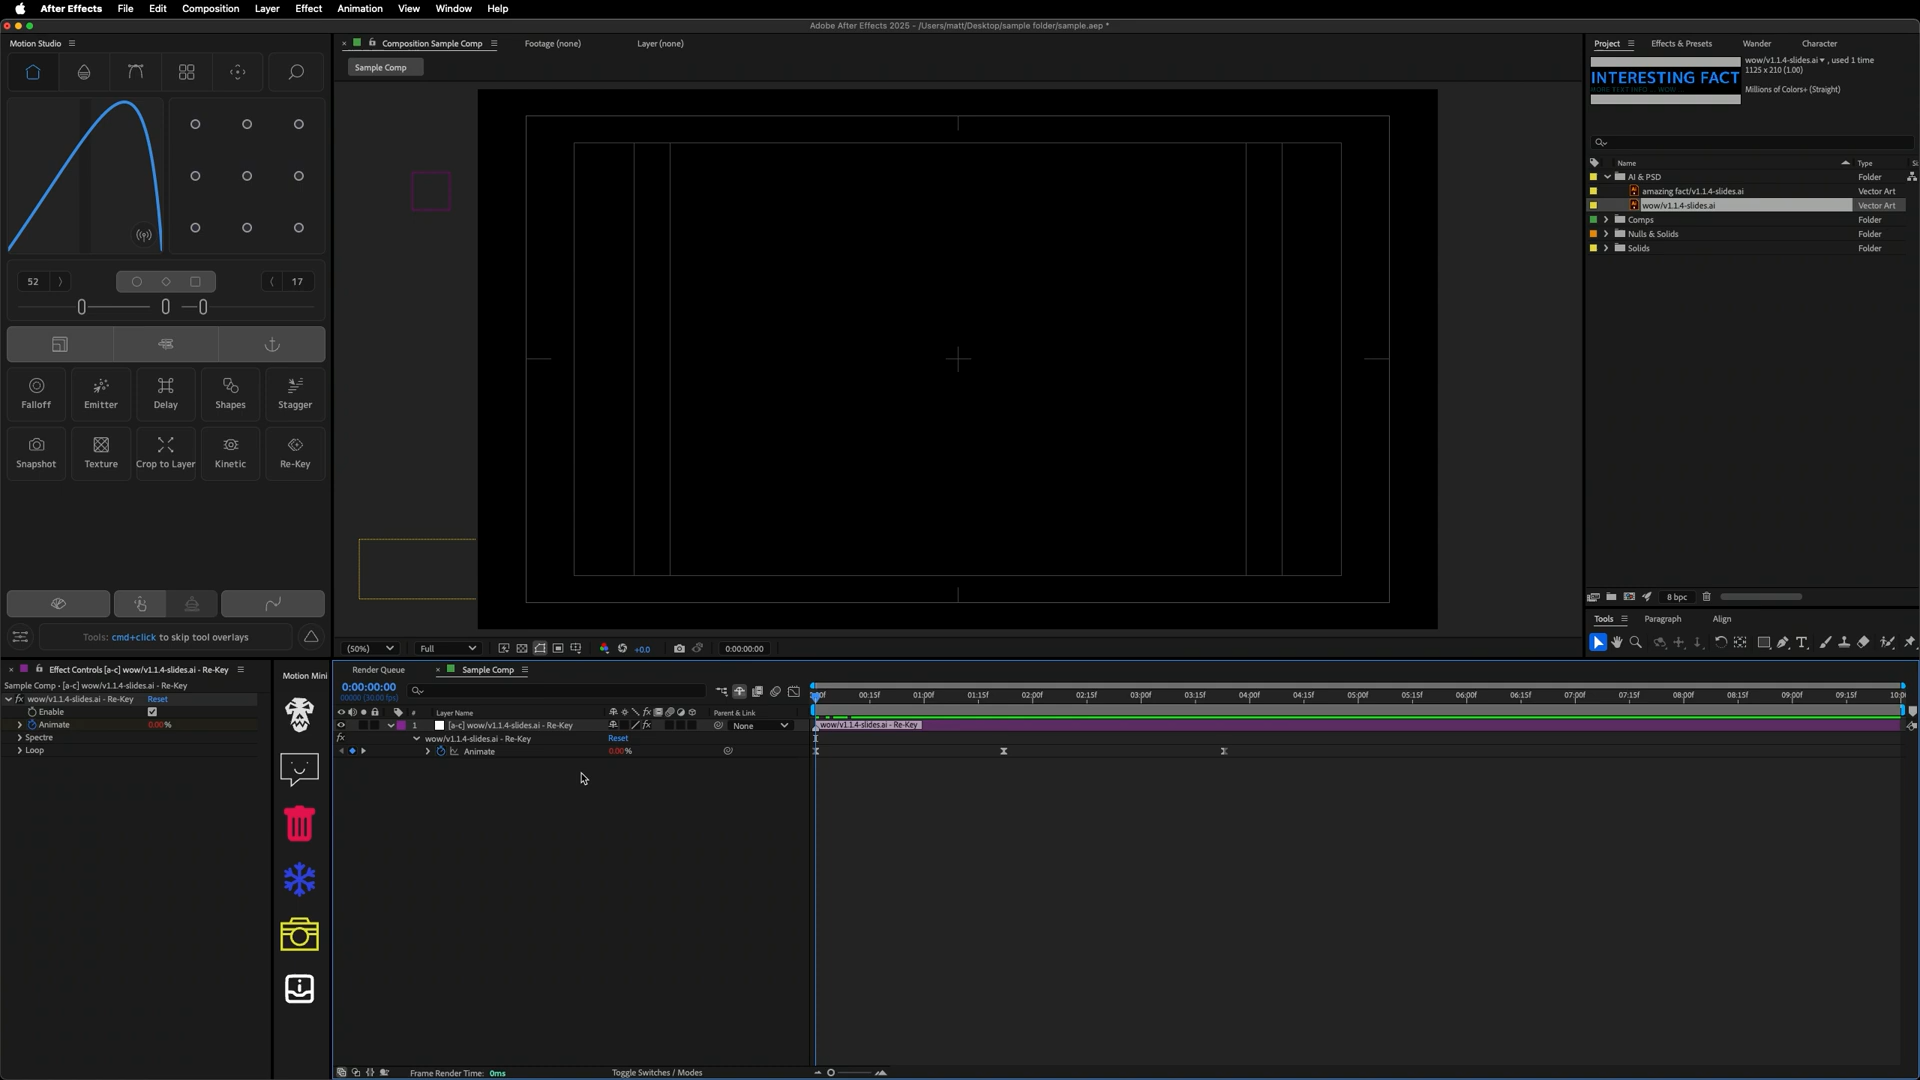 After Effects File Edit Composition Layer Effect Animation View Window Help
Adobe After Effects 2025 - /Users/matt/Desktop/sample folder/sample.aep *
Motion Studio
Composition Sample Comp
Footage (none)
Layer (none)
Sample Comp
52
17
Falloff
Emitter
Delay
Shapes
Stagger
Snapshot
Texture
Crop to Layer
Kinetic
Re-Key
Tools: cmd+click to skip tool overlays
(50%)
Full
+0.0
0:00:00:00
Project
Effects & Presets
Wander
Character
INTERESTING FACT
wow/v1.1.4-slides.ai , used 1 time
1125 x 210 (1.00)
Millions of Colors+ (Straight)
Name
Type
Si
AI & PSD Folder
amazing fact/v1.1.4-slides.ai Vector Art
wow/v1.1.4-slides.ai Vector Art
Comps Folder
Nulls & Solids Folder
Solids Folder
8 bpc
Tools
Paragraph
Align
Effect Controls [a-c] wow/v1.1.4-slides.ai - Re-Key
Sample Comp · [a-c] wow/v1.1.4-slides.ai - Re-Key
fx wow/v1.1.4-slides.ai - Re-Key Reset
Enable
Animate 0.00 %
Spectre
Loop
Motion Mini
Render Queue
Sample Comp
0:00:00:00
00000 (30.00 fps)
# Layer Name
Parent & Link
1 [a-c] wow/v1.1.4-slides.ai - Re-Key
None
wow/v1.1.4-slides.ai - Re-Key Reset
Animate 0.00 %
00:15f 01:00f 01:15f 02:00f 02:15f 03:00f 03:15f 04:00f 04:15f 05:00f 05:15f 06:00f 06:15f 07:00f 07:15f 08:00f 08:15f 09:00f 09:15f
wow/v1.1.4-slides.ai - Re-Key
Frame Render Time: 0ms
Toggle Switches / Modes